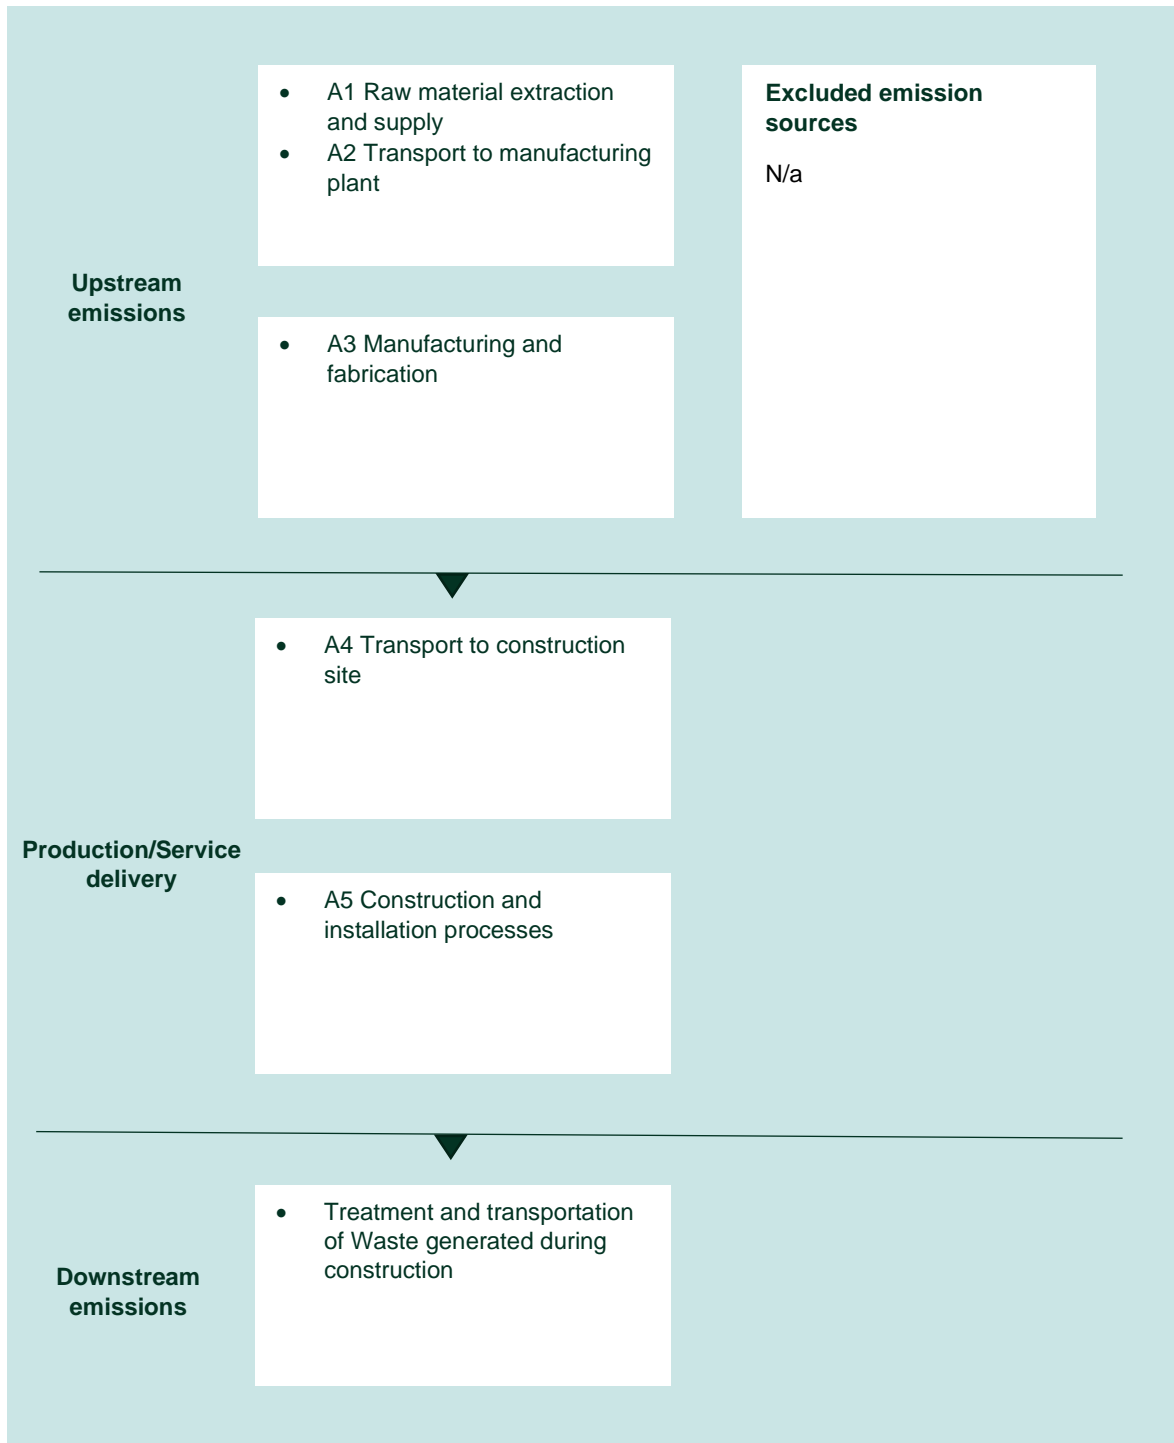 • A1 Raw material extraction
and supply
• A2 Transport to manufacturing
plant
Excluded emission
sources
N/a
Upstream
emissions
• A3 Manufacturing and
fabrication
• A4 Transport to construction
site
Production/Service
delivery
• A5 Construction and
installation processes
• Treatment and transportation
of Waste generated during
construction
Downstream
emissions